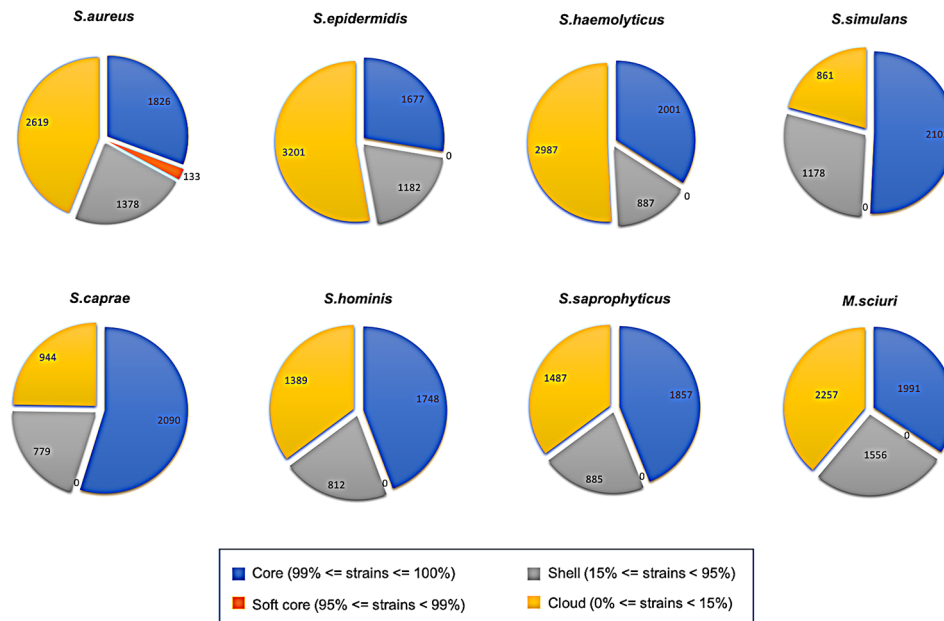 S.aureus
S.epidermidis
S.haemolyticus
S.simulans
1826
133
1378
2619
1677
0
1182
3201
2001
0
887
2987
0
1178
861
S.caprae
S.hominis
S.saprophyticus
M.sciuri
2090
0
779
944
1748
0
812
1389
1857
0
885
1487
1991
0
1556
2257
Core (99% <= strains <= 100%)
Shell (15% <= strains < 95%)
Soft core (95% <= strains < 99%)
Cloud (0% <= strains < 15%)